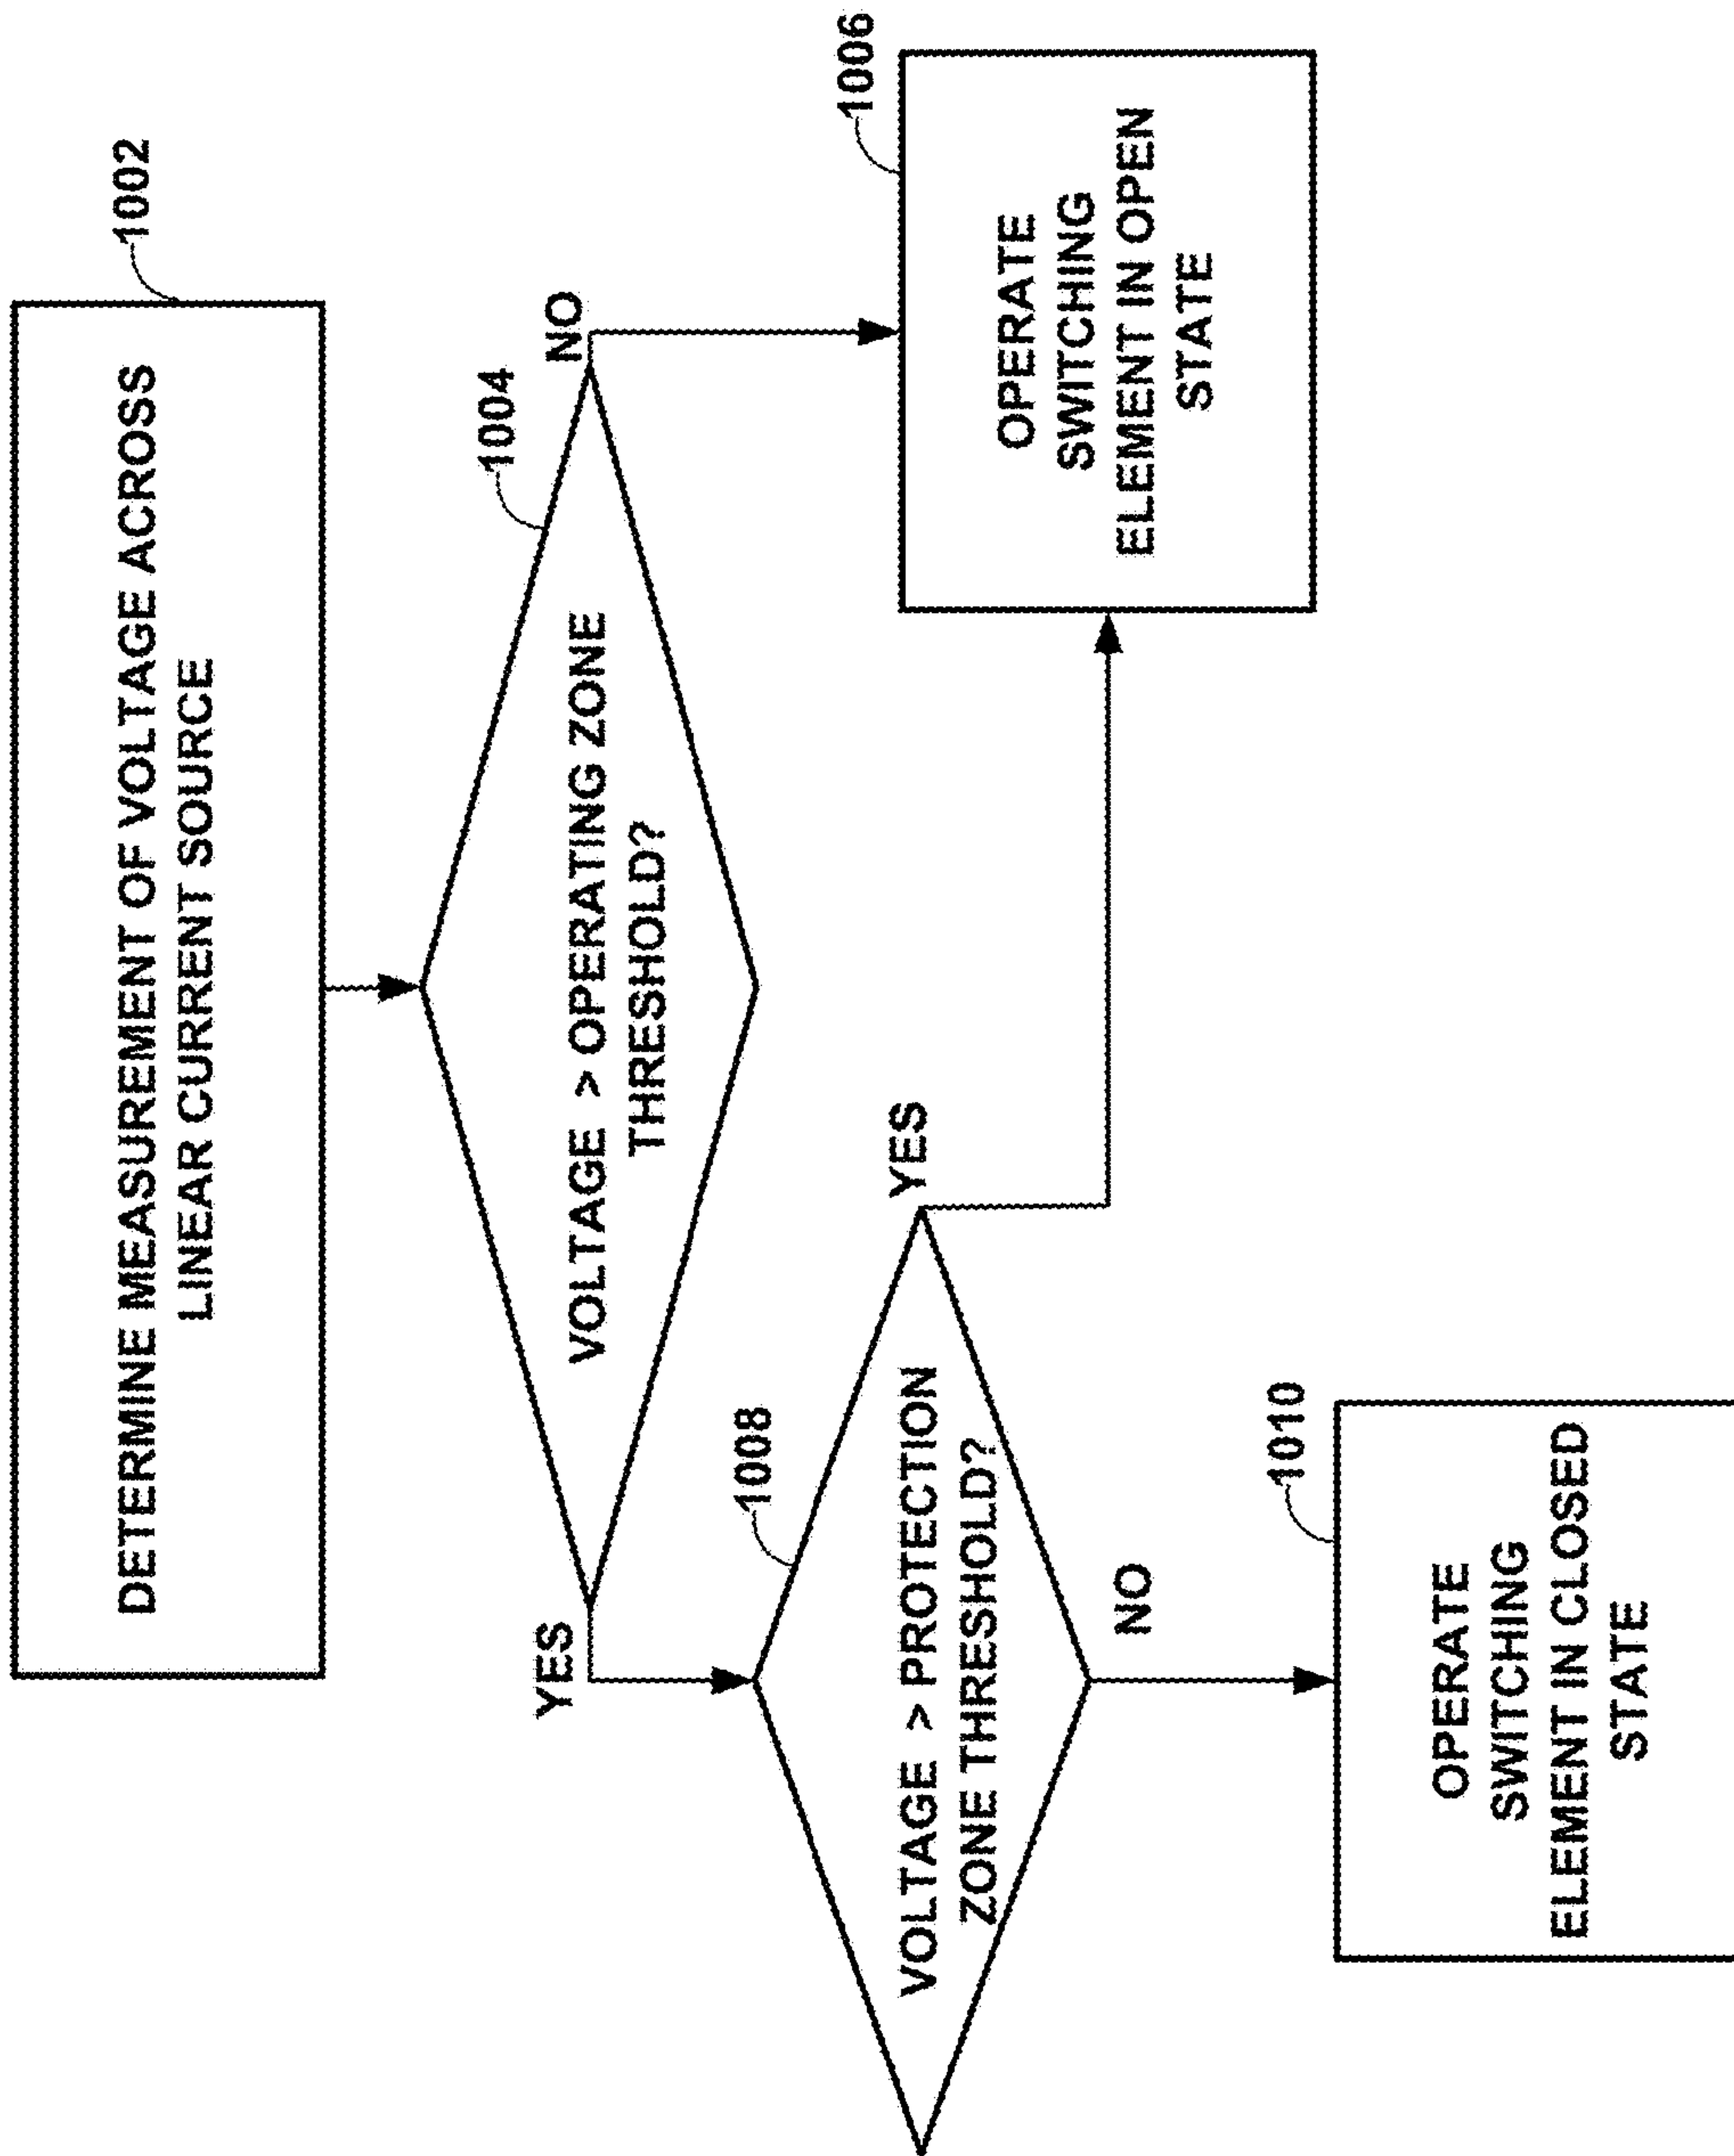 1002
DETERMINE MEASUREMENT OF VOLTAGE ACROSS
LINEAR CURRENT SOURCE
1004
VOLTAGE > OPERATING ZONE
THRESHOLD?
YES
NO
1008
VOLTAGE > PROTECTION
ZONE THRESHOLD?
YES
NO
1006
OPERATE
SWITCHING
ELEMENT IN OPEN
STATE
1010
OPERATE
SWITCHING
ELEMENT IN CLOSED
STATE